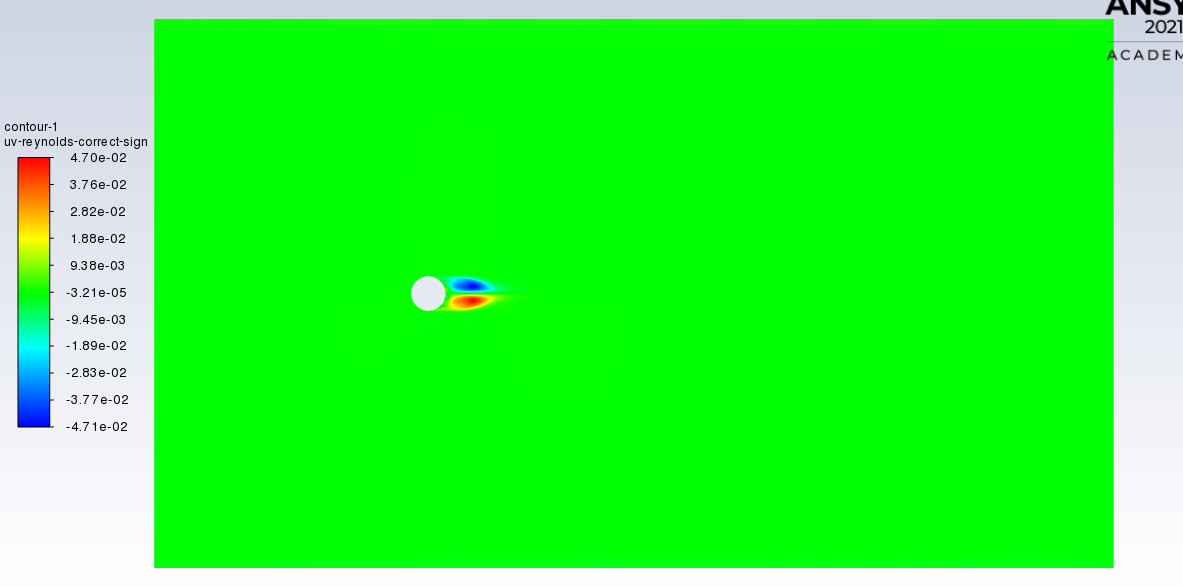 ANSY
2021
ACADEM
contour-1
uv-reynolds-correct-sign
4.70e-02
3.76e-02
2.82e-02
1.88e-02
9.38e-03
-3.21e-05
-9.45e-03
-1.89e-02
-2.83e-02
-3.77e-02
-4.71e-02